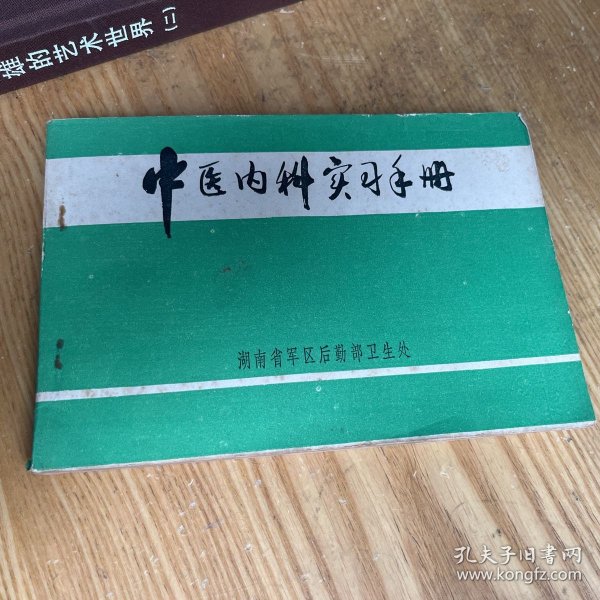 雄的艺术世界（二）
中医内科实习手册
湖南省军区后勤部卫生处
孔夫子旧书网
www.kongfz.com